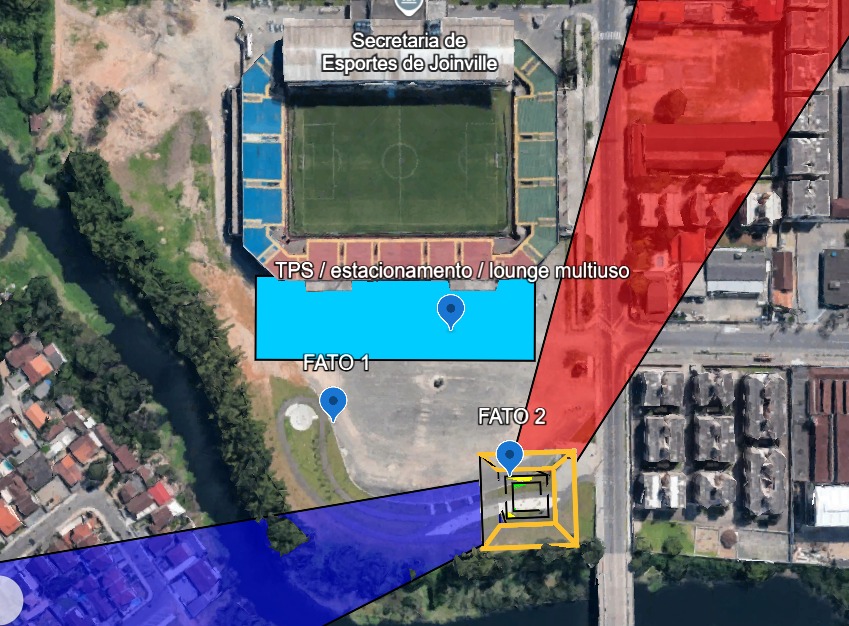 Secretaria de
Esportes de Joinville
TPS / estacionamento / lounge multiuso
FATO 1
FATO 2